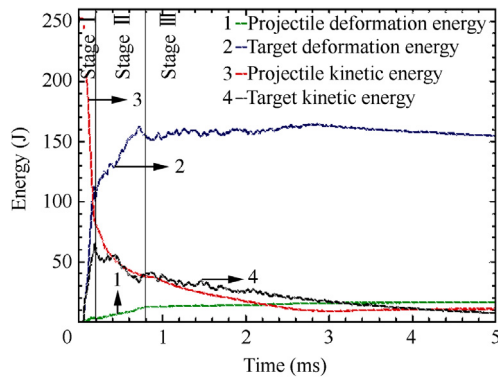 250
200
150
100
50
0
Energy (J)
Stage I
Stage II
Stage III
1 Projectile deformation energy
2 Target deformation energy
3 Projectile kinetic energy
4 Target kinetic energy
3
2
1
4
1 2 3 4 5
Time (ms)